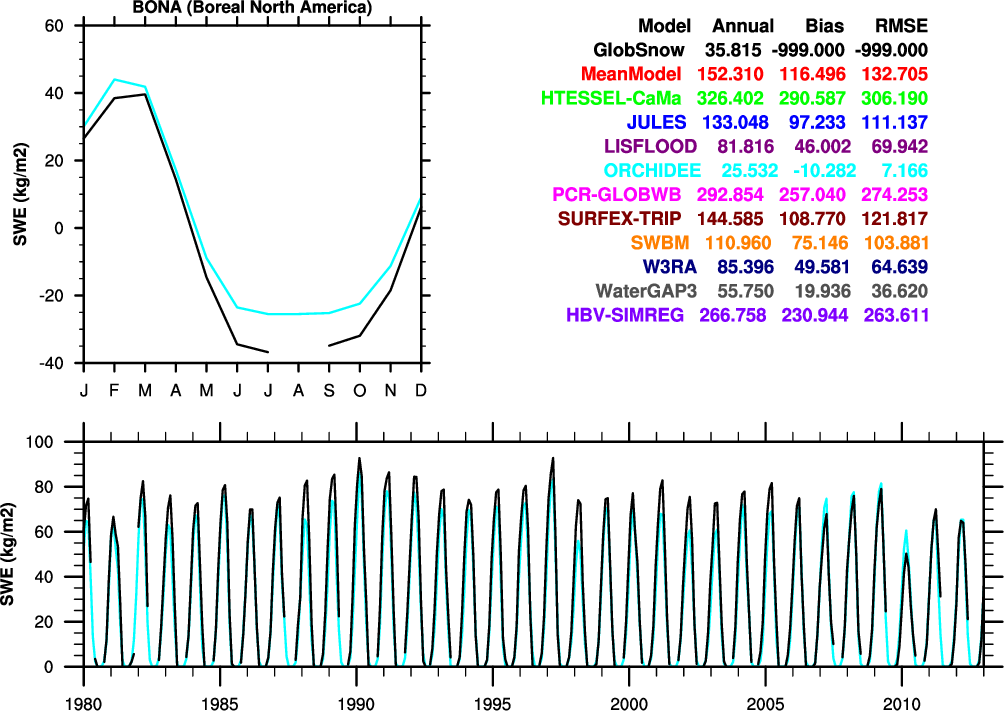 BONA (Boreal North America)
60
40
20
0
-20
-40
SWE (kg/m2)
J F M A M J J A S O N D
Model Annual Bias RMSE
GlobSnow 35.815 -999.000 -999.000
MeanModel 152.310 116.496 132.705
HTESSEL-CaMa 326.402 290.587 306.190
JULES 133.048 97.233 111.137
LISFLOOD 81.816 46.002 69.942
ORCHIDEE 25.532 -10.282 7.166
PCR-GLOBWB 292.854 257.040 274.253
SURFEX-TRIP 144.585 108.770 121.817
SWBM 110.960 75.146 103.881
W3RA 85.396 49.581 64.639
WaterGAP3 55.750 19.936 36.620
HBV-SIMREG 266.758 230.944 263.611
100
80
60
40
20
0
SWE (kg/m2)
1980 1985 1990 1995 2000 2005 2010